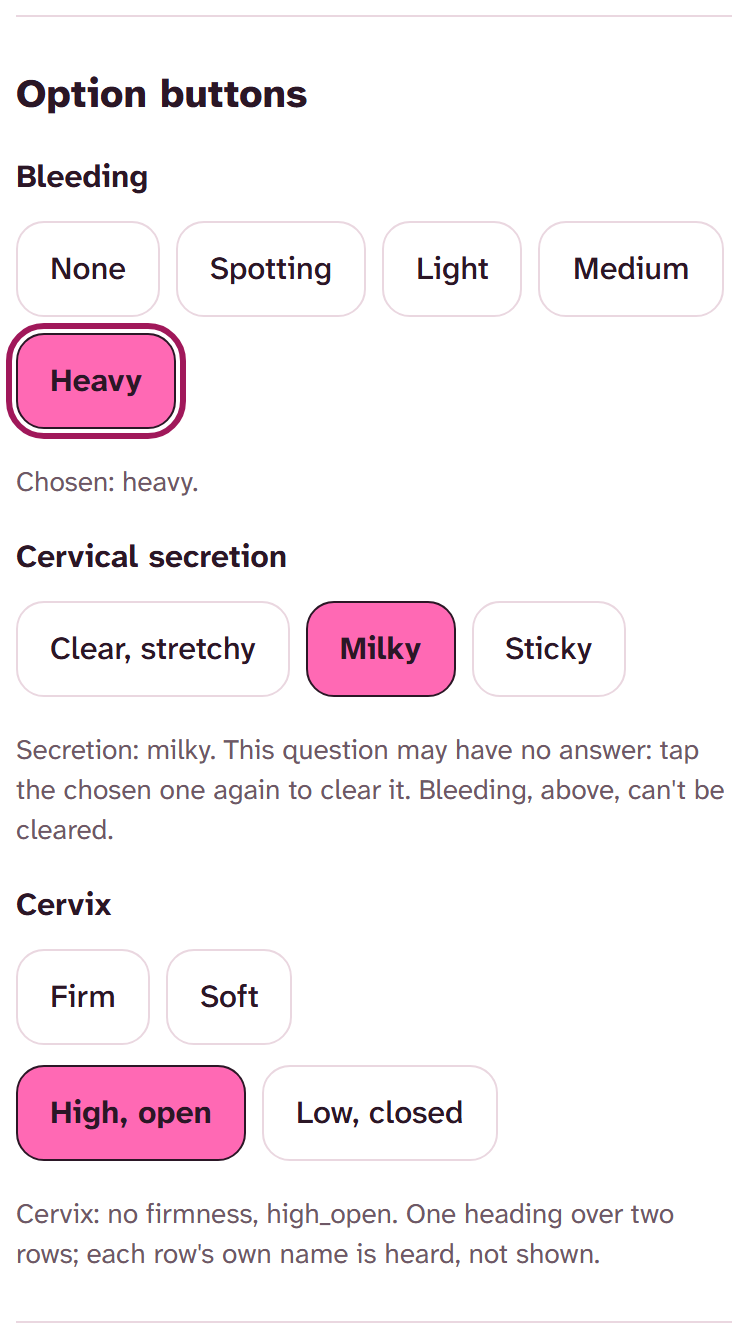 Option buttons
Bleeding
None Spotting Light Medium
Heavy
Chosen: heavy.
Cervical secretion
Clear, stretchy Milky Sticky
Secretion: milky. This question may have no answer: tap
the chosen one again to clear it. Bleeding, above, can't be
cleared.
Cervix
Firm Soft
High, open Low, closed
Cervix: no firmness, high_open. One heading over two
rows; each row's own name is heard, not shown.